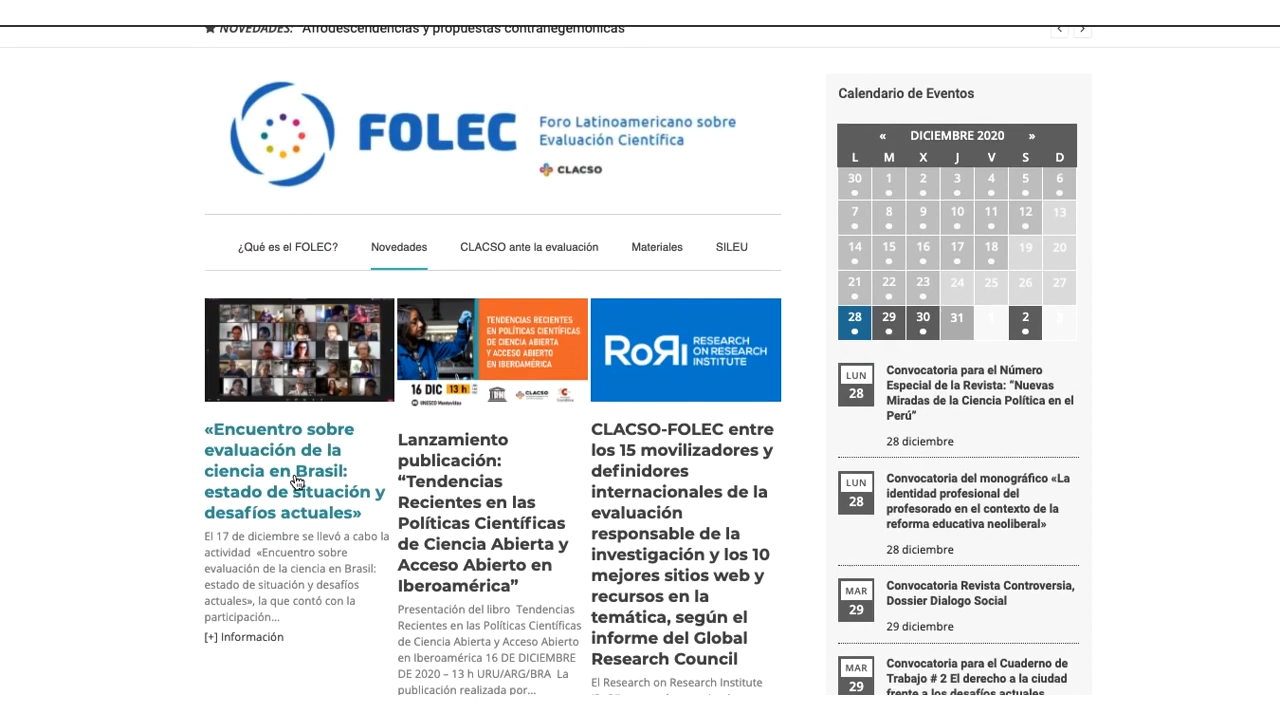 NOVEDADES: Afrodescendencias y propuestas contrahegemónicas
FOLEC
Foro Latinoamericano sobre
Evaluación Científica
CLACSO
¿Qué es el FOLEC? Novedades CLACSO ante la evaluación Materiales SILEU
TENDENCIAS RECIENTES
EN POLÍTICAS CIENTÍFICAS
DE CIENCIA ABIERTA
Y ACCESO ABIERTO
EN IBEROAMÉRICA
16 DIC 13 h
UNESCO Montevideo
CLACSO
RoRI RESEARCH
ON RESEARCH
INSTITUTE
«Encuentro sobre
evaluación de la
ciencia en Brasil:
estado de situación y
desafíos actuales»
El 17 de diciembre se llevó a cabo la
actividad «Encuentro sobre
evaluación de la ciencia en Brasil:
estado de situación y desafíos
actuales», la que contó con la
participación...
[+] Información
Lanzamiento
publicación:
“Tendencias
Recientes en las
Políticas Científicas
de Ciencia Abierta y
Acceso Abierto en
Iberoamérica”
Presentación del libro Tendencias
Recientes en las Políticas Científicas
de Ciencia Abierta y Acceso Abierto
en Iberoamérica 16 DE DICIEMBRE
DE 2020 – 13 h URU/ARG/BRA La
publicación realizada por...
CLACSO-FOLEC entre
los 15 movilizadores y
definidores
internacionales de la
evaluación
responsable de la
investigación y los 10
mejores sitios web y
recursos en la
temática, según el
informe del Global
Research Council
El Research on Research Institute
Calendario de Eventos
« DICIEMBRE 2020 »
L M X J V S D
30 1 2 3 4 5 6
7 8 9 10 11 12 13
14 15 16 17 18 19 20
21 22 23 24 25 26 27
28 29 30 31 1 2 3
LUN
28
Convocatoria para el Número
Especial de la Revista: “Nuevas
Miradas de la Ciencia Política en el
Perú”
28 diciembre
LUN
28
Convocatoria del monográfico «La
identidad profesional del
profesorado en el contexto de la
reforma educativa neoliberal»
28 diciembre
MAR
29
Convocatoria Revista Controversia,
Dossier Dialogo Social
29 diciembre
MAR
29
Convocatoria para el Cuaderno de
Trabajo # 2 El derecho a la ciudad
frente a los desafíos actuales